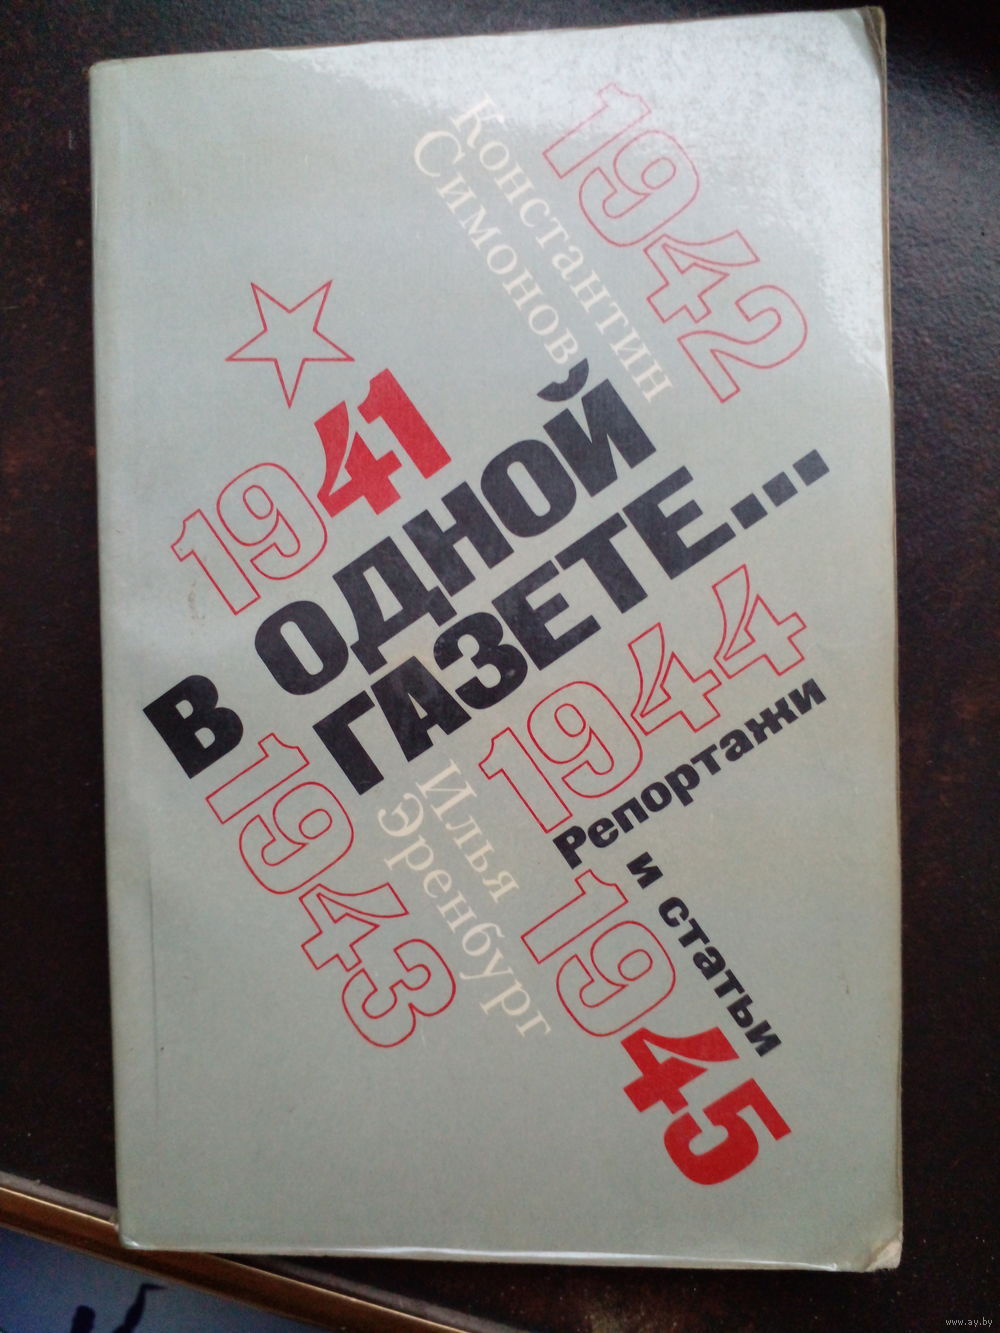 1942
Константин
Симонов
1941
В ОДНОЙ
ГАЗЕТЕ...
1944
Репортажи
и статьи
1943
Илья
Эренбург
1945
www.ay.by